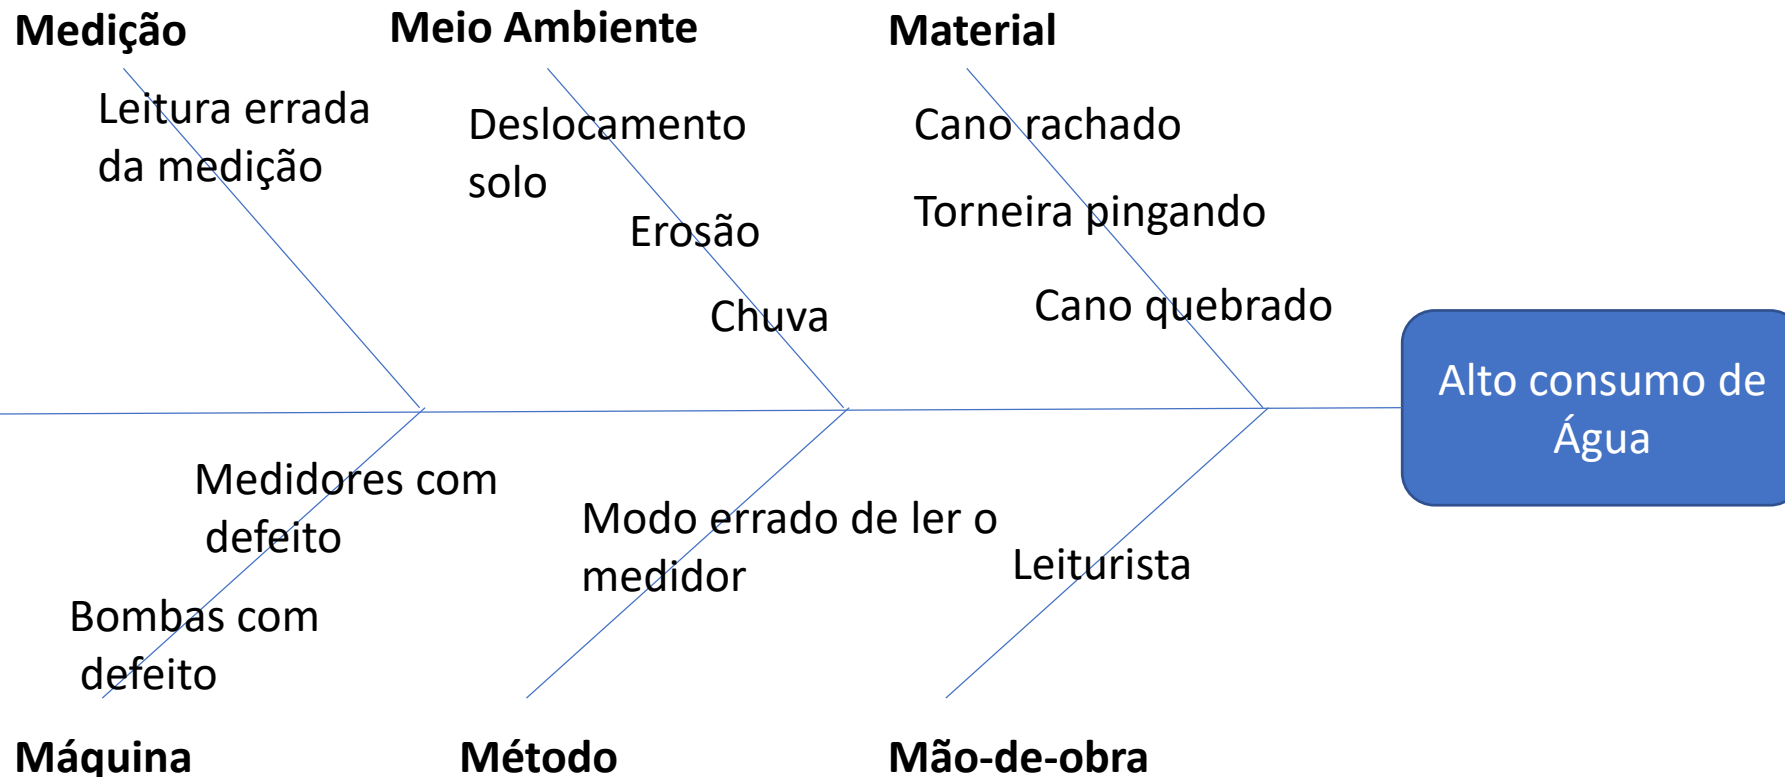 Medição
Meio Ambiente
Material
Leitura errada
da medição
Deslocamento
solo
Erosão
Chuva
Cano rachado
Torneira pingando
Cano quebrado
Alto consumo de
Água
Medidores com
defeito
Bombas com
defeito
Modo errado de ler o
medidor
Leiturista
Máquina
Método
Mão-de-obra